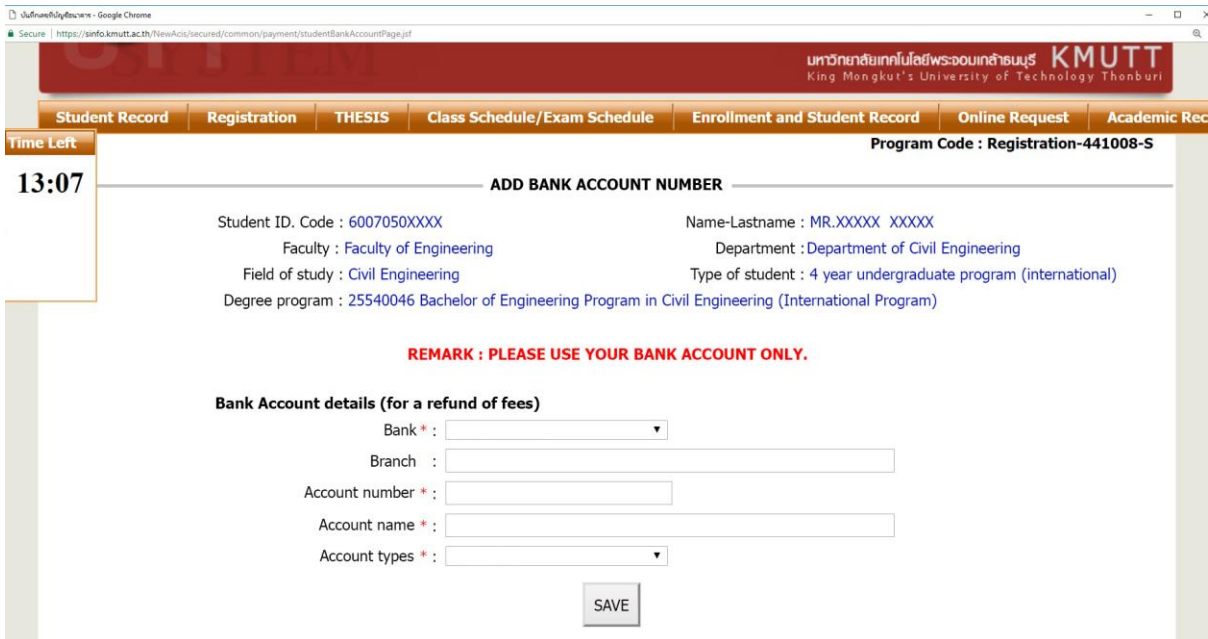 บันทึกเลขที่บัญชีธนาคาร - Google Chrome
Secure | https://sinfo.kmutt.ac.th/NewAcis/secured/common/payment/studentBankAccountPage.jsf
SYSTEM
มหาวิทยาลัยเทคโนโลยีพระจอมเกล้าธนบุรี KMUTT
King Mongkut's University of Technology Thonburi
Student Record Registration THESIS Class Schedule/Exam Schedule Enrollment and Student Record Online Request Academic Rec
Time Left
Program Code : Registration-441008-S
13:07
ADD BANK ACCOUNT NUMBER
Student ID. Code : 6007050XXXX Name-Lastname : MR.XXXXX XXXXX
Faculty : Faculty of Engineering Department : Department of Civil Engineering
Field of study : Civil Engineering Type of student : 4 year undergraduate program (international)
Degree program : 25540046 Bachelor of Engineering Program in Civil Engineering (International Program)
REMARK : PLEASE USE YOUR BANK ACCOUNT ONLY.
Bank Account details (for a refund of fees)
Bank * :
Branch :
Account number * :
Account name * :
Account types * :
SAVE